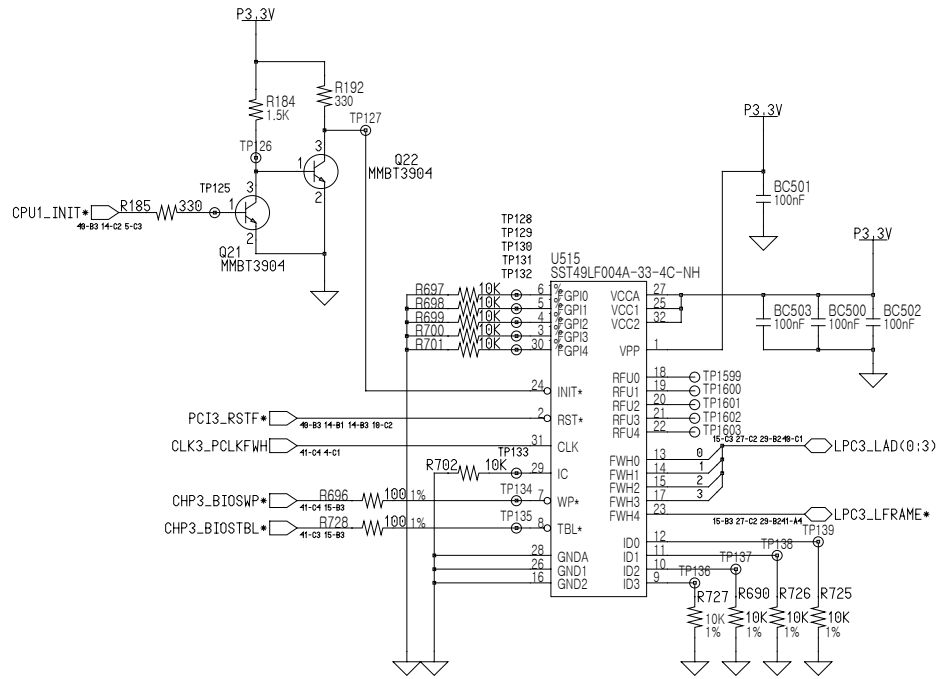 P3.3V
R184
1.5K
R192
330
TP127
TP126
3
1
2
Q22
MMBT3904
TP125
3
1
2
CPU1_INIT*
R185
330
40-B3 14-C2 5-C3
Q21
MMBT3904
P3.3V
BC501
100nF
P3.3V
TP128
TP129
TP130
TP131
TP132
U515
SST49LF004A-33-4C-NH
R697 10K 6 FGPI0
R698 10K 5 FGPI1
R699 10K 4 FGPI2
R700 10K 3 FGPI3
R701 10K 30 FGPI4
VCCA 27
VCC1 25
VCC2 32
VPP 1
BC503
100nF
BC500
100nF
BC502
100nF
24 INIT*
RFU0 18 TP1599
RFU1 19 TP1600
RFU2 20 TP1601
RFU3 21 TP1602
RFU4 22 TP1603
PCI3_RSTF* 2 RST*
40-B3 14-B1 14-B3 18-C2
CLK3_PCLKFWH 31 CLK
41-C4 4-C1
TP133
R702 10K 29 IC
15-C3 27-C2 29-B240-C1
LPC3_LAD(0:3)
FWH0 13 0
FWH1 14 1
FWH2 15 2
FWH3 17 3
FWH4 23
LPC3_LFRAME*
15-B3 27-C2 29-B241-A4
CHP3_BIOSWP* R696 100 1% TP134 7 WP*
41-C4 15-B3
CHP3_BIOSTBL* R728 100 1% TP135 8 TBL*
41-C3 15-B3
28 GNDA
26 GND1
16 GND2
ID0 12 TP139
ID1 11 TP138
ID2 10 TP137
ID3 9 TP136
R727
10K
1%
R690
10K
1%
R726
10K
1%
R725
10K
1%